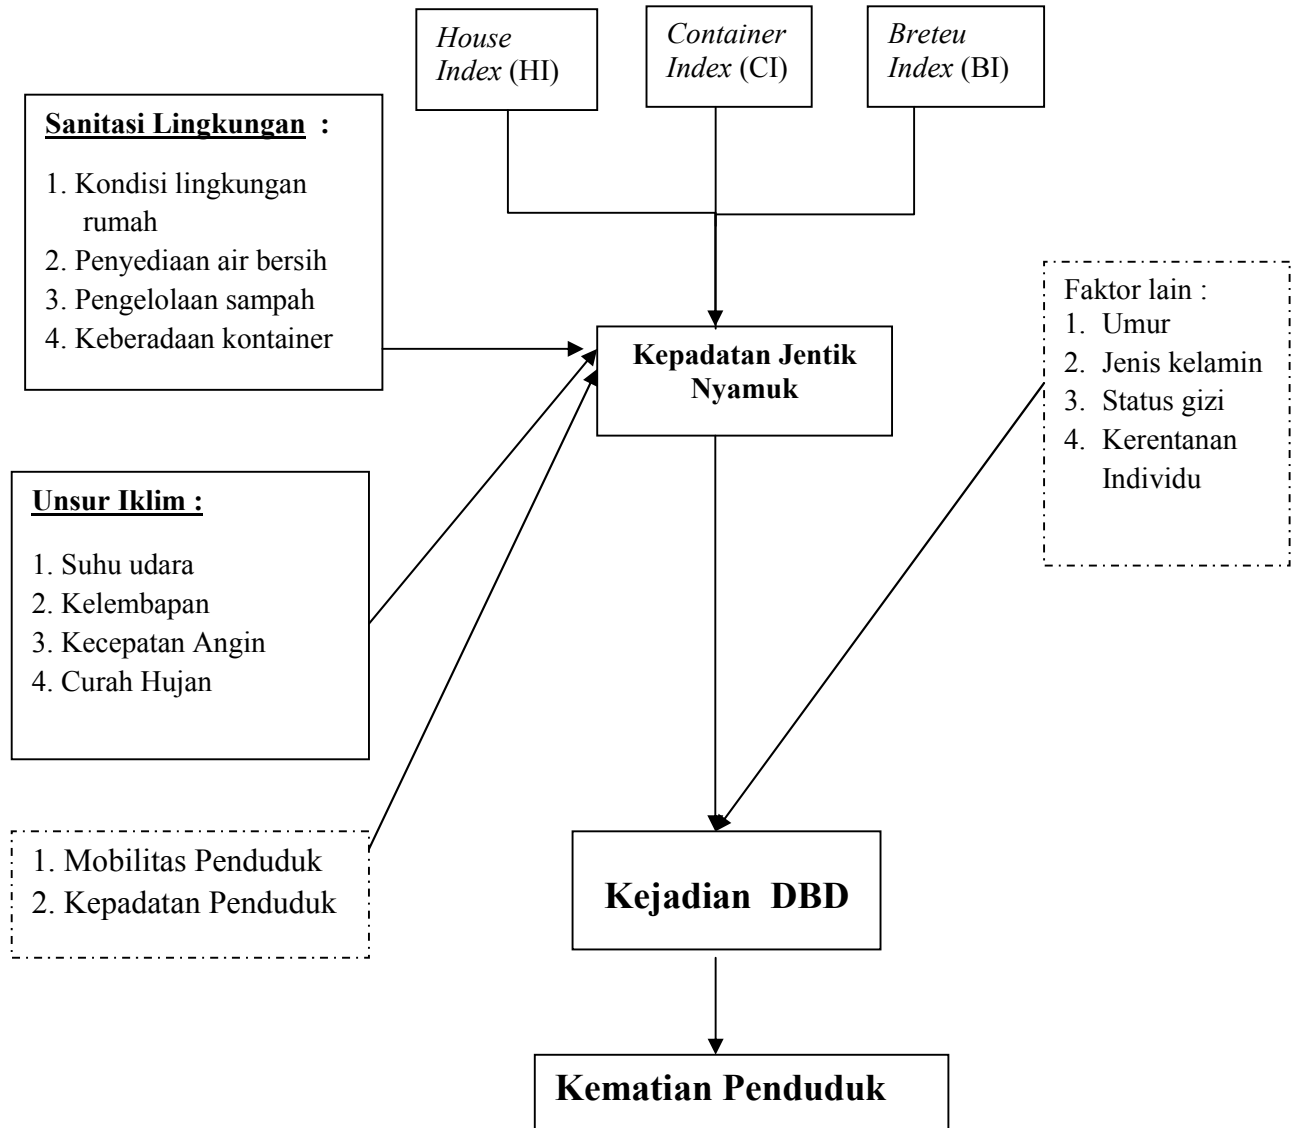 House
Index (HI)
Container
Index (CI)
Breteu
Index (BI)
Sanitasi Lingkungan :
1. Kondisi lingkungan
rumah
2. Penyediaan air bersih
3. Pengelolaan sampah
4. Keberadaan kontainer
Kepadatan Jentik
Nyamuk
Faktor lain :
1. Umur
2. Jenis kelamin
3. Status gizi
4. Kerentanan
Individu
Unsur Iklim :
1. Suhu udara
2. Kelembapan
3. Kecepatan Angin
4. Curah Hujan
1. Mobilitas Penduduk
2. Kepadatan Penduduk
Kejadian DBD
Kematian Penduduk